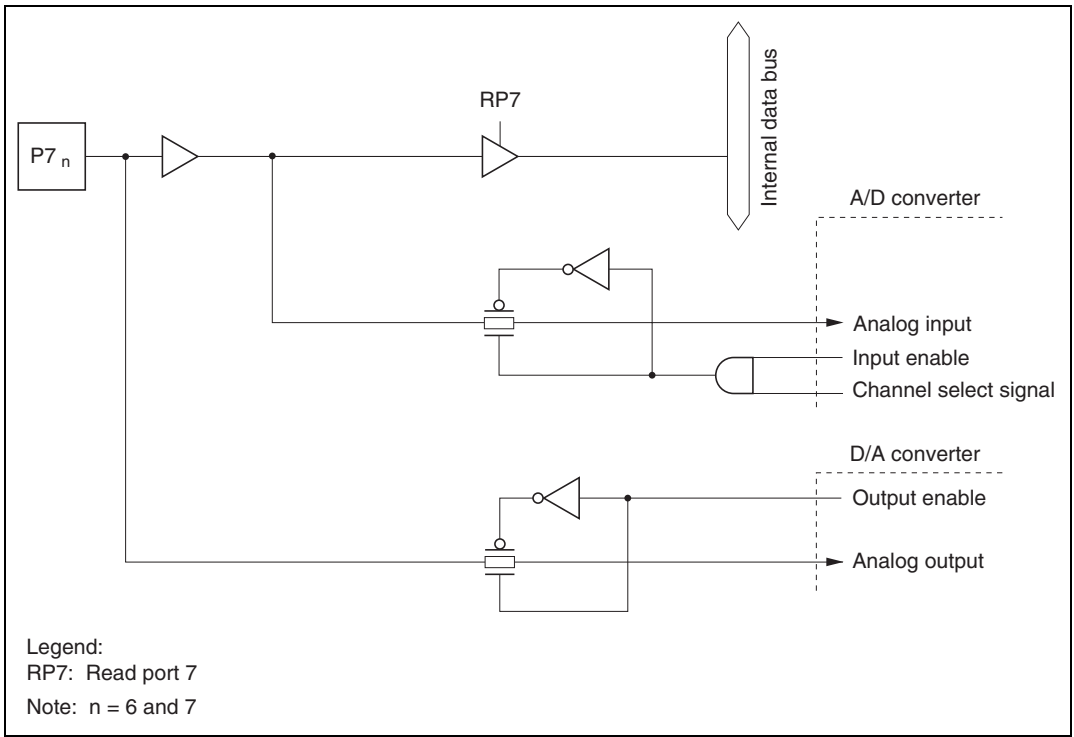 RP7
P7 n
Internal data bus
A/D converter
Analog input
Input enable
Channel select signal
D/A converter
Output enable
Analog output
Legend:
RP7: Read port 7
Note: n = 6 and 7